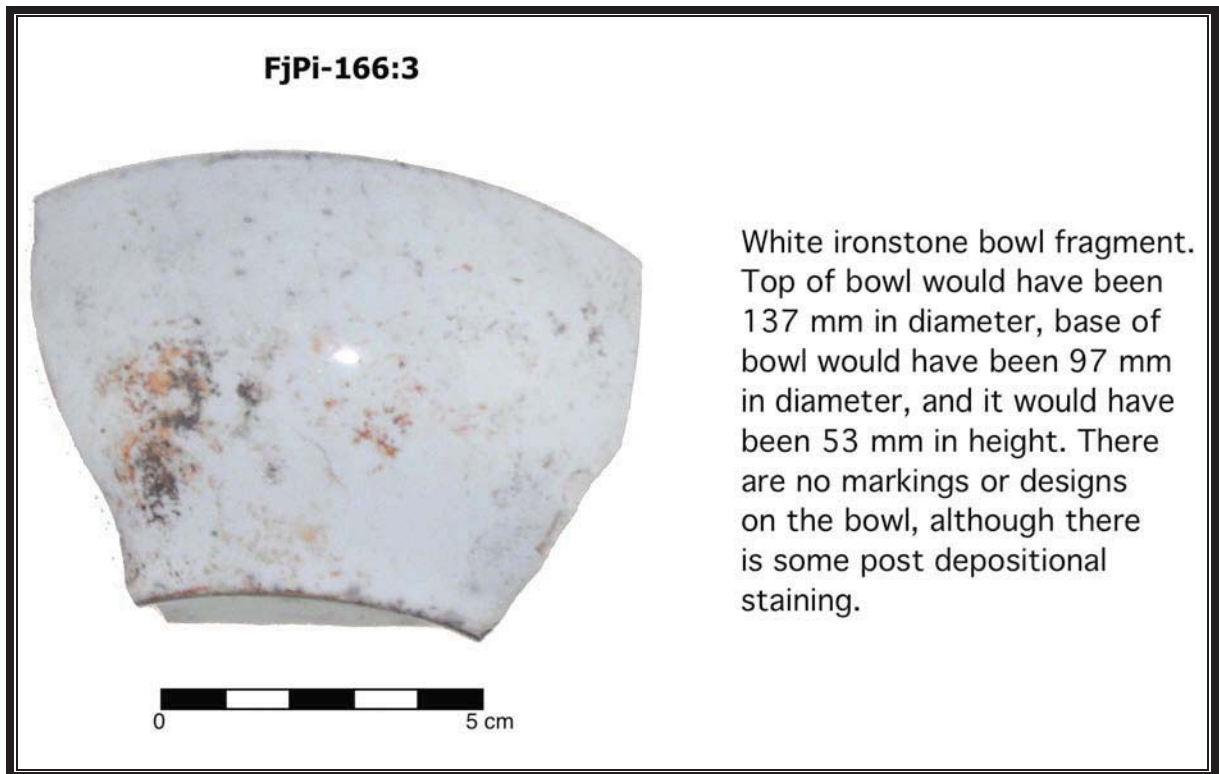 FjPi-166:3
White ironstone bowl fragment.
Top of bowl would have been
137 mm in diameter, base of
bowl would have been 97 mm
in diameter, and it would have
been 53 mm in height. There
are no markings or designs
on the bowl, although there
is some post depositional
staining.
0 5 cm